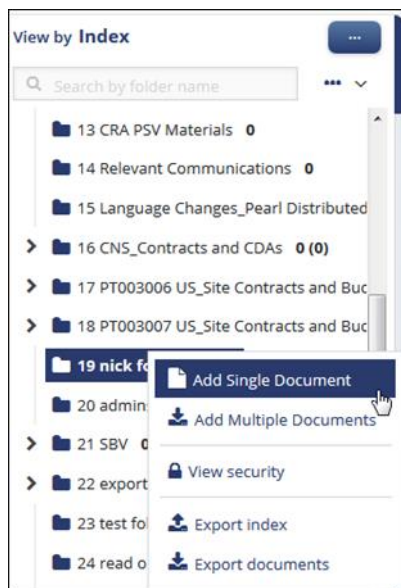 View by Index
...
Search by folder name
13 CRA PSV Materials 0
14 Relevant Communications 0
15 Language Changes_Pearl Distributed
16 CNS_Contracts and CDAs 0 (0)
17 PT003006 US_Site Contracts and Bud
18 PT003007 US_Site Contracts and Bud
19 nick fo
Add Single Document
20 admin
Add Multiple Documents
21 SBV 0
View security
22 export
23 test fol
Export index
24 read o
Export documents